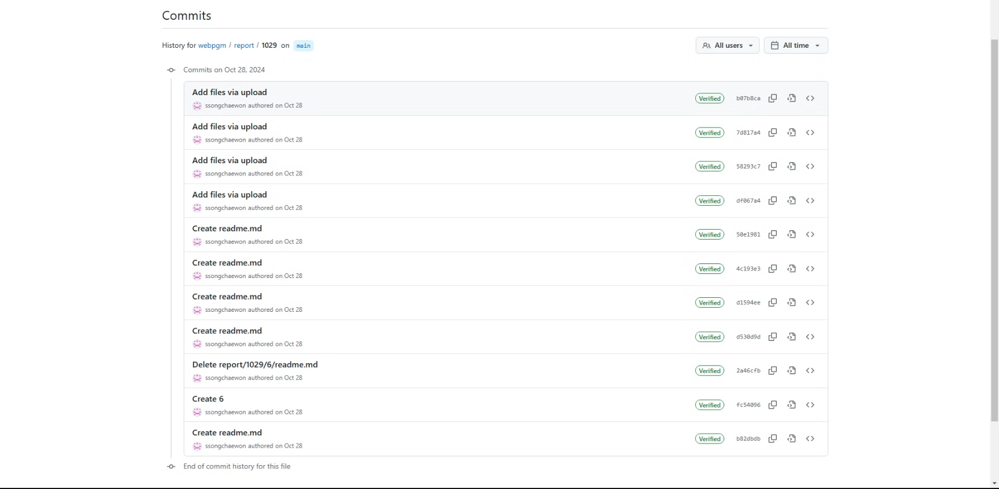 Commits
History for webpgm / report / 1029 on main
All users
All time
Commits on Oct 28, 2024
Add files via upload
Verified
b07b8ca
ssongchaewon authored on Oct 28
Add files via upload
Verified
7d817a4
ssongchaewon authored on Oct 28
Add files via upload
Verified
58293c7
ssongchaewon authored on Oct 28
Add files via upload
Verified
df067a4
ssongchaewon authored on Oct 28
Create readme.md
Verified
50e1981
ssongchaewon authored on Oct 28
Create readme.md
Verified
4c193e3
ssongchaewon authored on Oct 28
Create readme.md
Verified
d1594ee
ssongchaewon authored on Oct 28
Create readme.md
Verified
d530d9d
ssongchaewon authored on Oct 28
Delete report/1029/6/readme.md
Verified
2a46cfb
ssongchaewon authored on Oct 28
Create 6
Verified
fc54096
ssongchaewon authored on Oct 28
Create readme.md
Verified
b82dbdb
ssongchaewon authored on Oct 28
End of commit history for this file